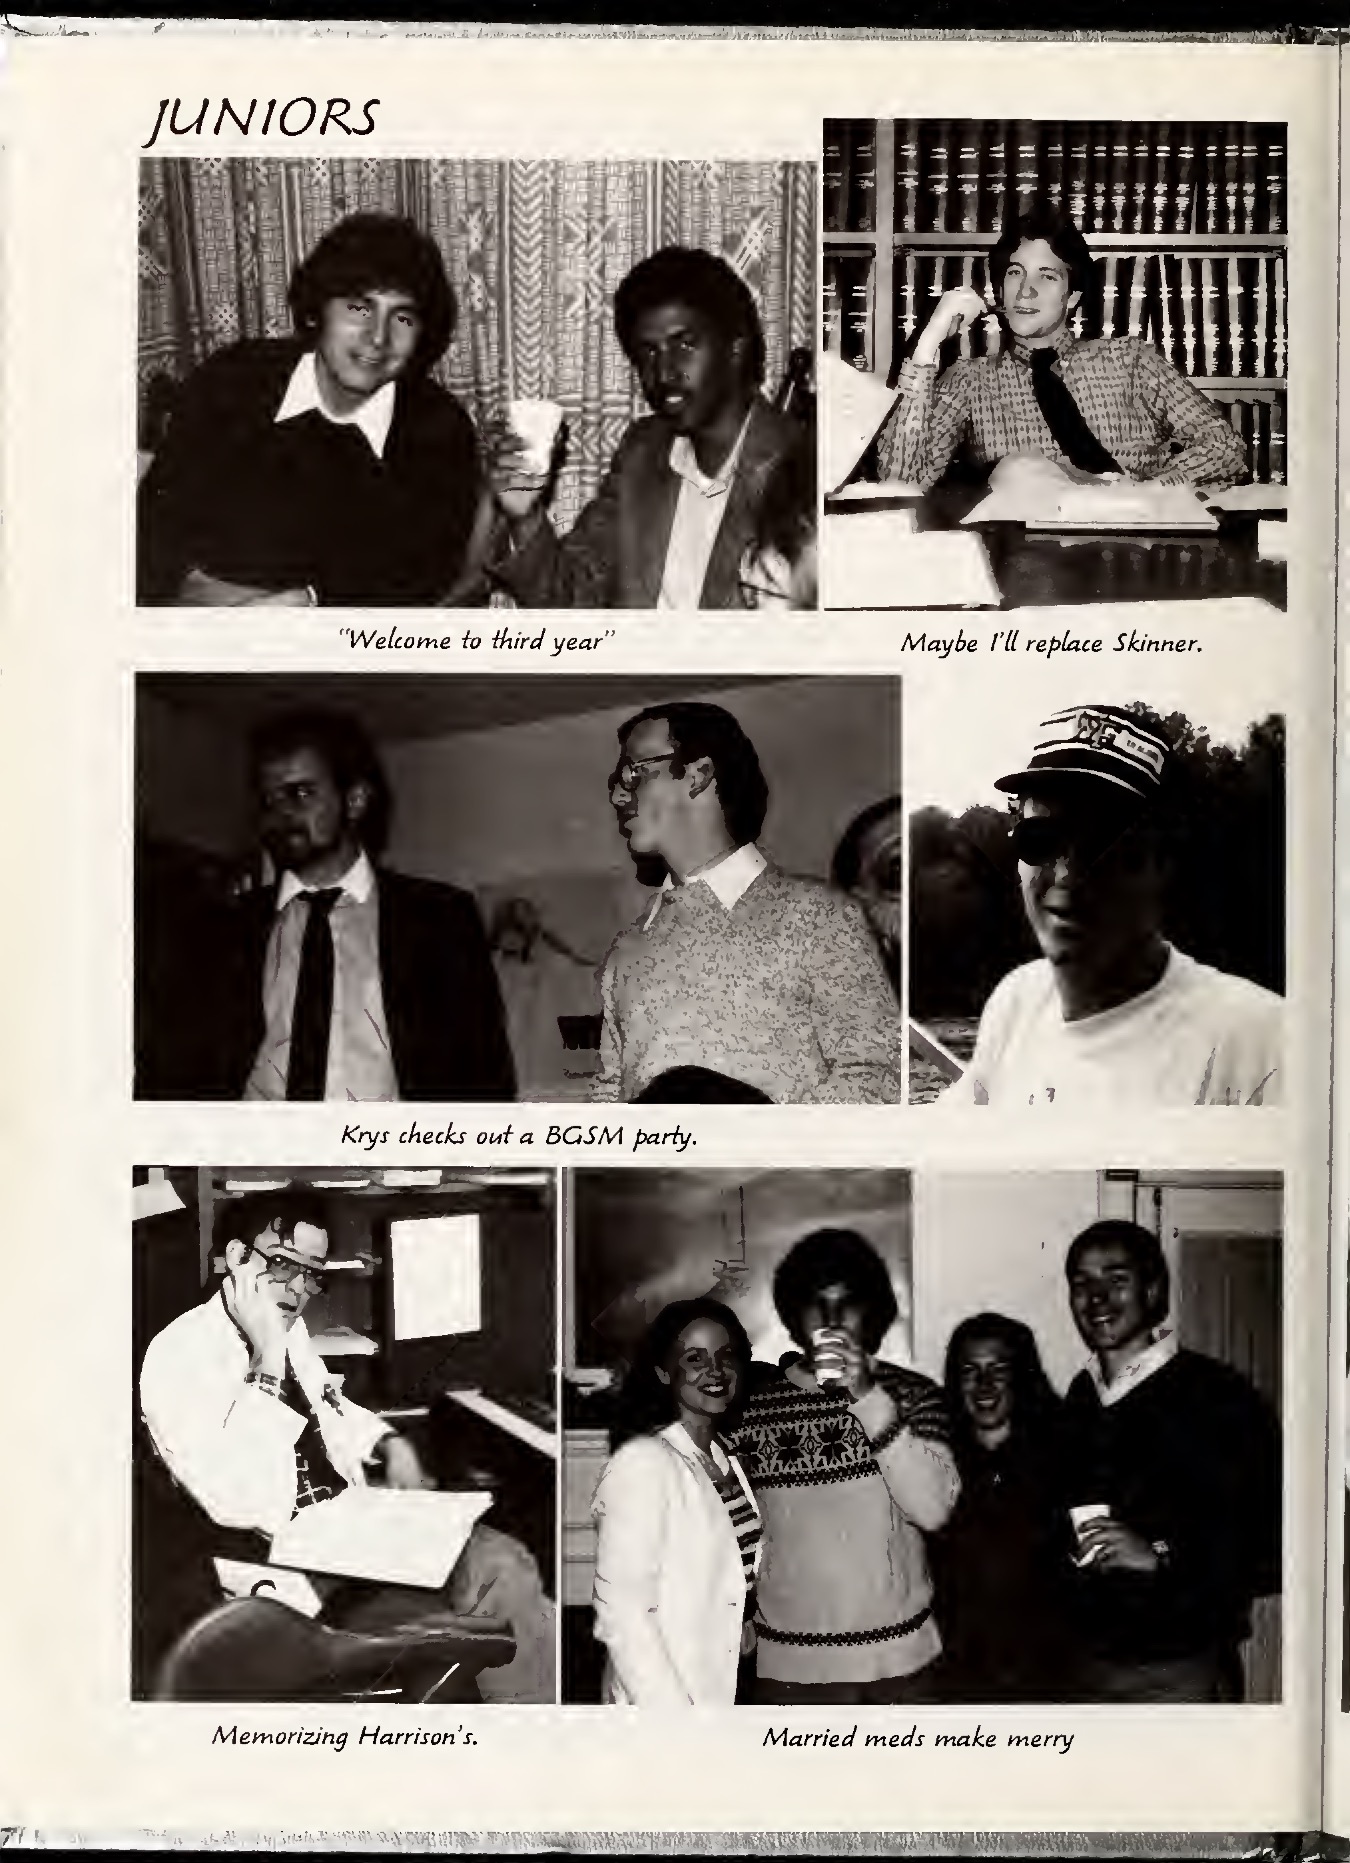 JUNIORS
"Welcome to third year"
Maybe I'll replace Skinner.
Krys checks out a BGSM party.
Memorizing Harrison's.
Married meds make merry